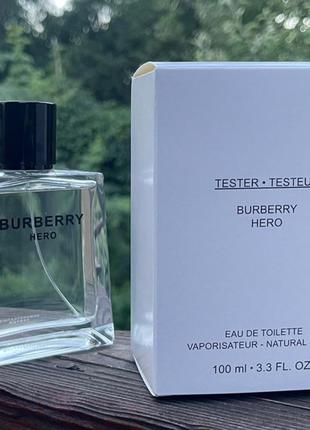 BURBERRY
HERO
TESTER • TESTEU
BURBERRY
HERO
EAU DE TOILETTE
VAPORISATEUR - NATURAL
100 ml • 3.3 FL. OZ